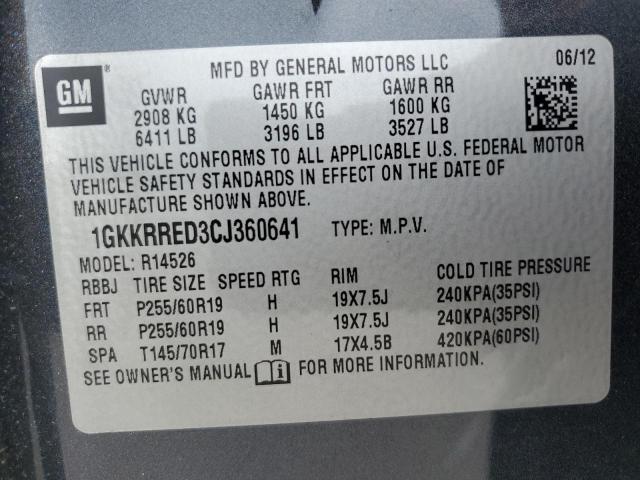 GM®
MFD BY GENERAL MOTORS LLC 06/12
GVWR GAWR FRT GAWR RR
2908 KG 1450 KG 1600 KG
6411 LB 3196 LB 3527 LB
THIS VEHICLE CONFORMS TO ALL APPLICABLE U.S. FEDERAL MOTOR
VEHICLE SAFETY STANDARDS IN EFFECT ON THE DATE OF
MANUFACTURE SHOWN ABOVE.
1GKKRRED3CJ360641 TYPE: M.P.V.
MODEL: R14526
RBBJ TIRE SIZE SPEED RTG RIM COLD TIRE PRESSURE
FRT P255/60R19 H 19X7.5J 240KPA(35PSI)
RR P255/60R19 H 19X7.5J 240KPA(35PSI)
SPA T145/70R17 M 17X4.5B 420KPA(60PSI)
SEE OWNER'S MANUAL i FOR MORE INFORMATION.